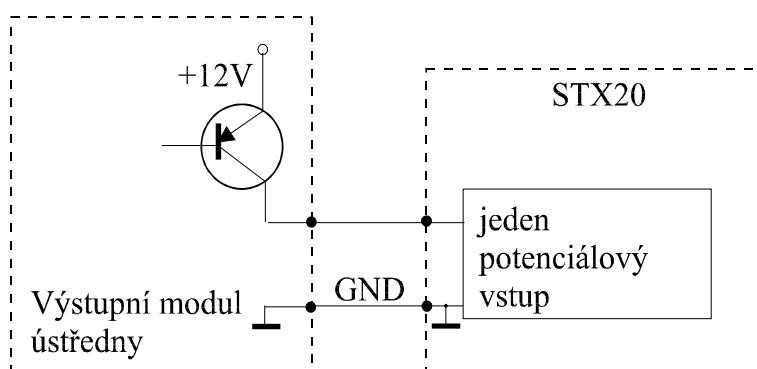 +12V
STX20
jeden
potenciálový
vstup
GND
Výstupní modul
ústředny